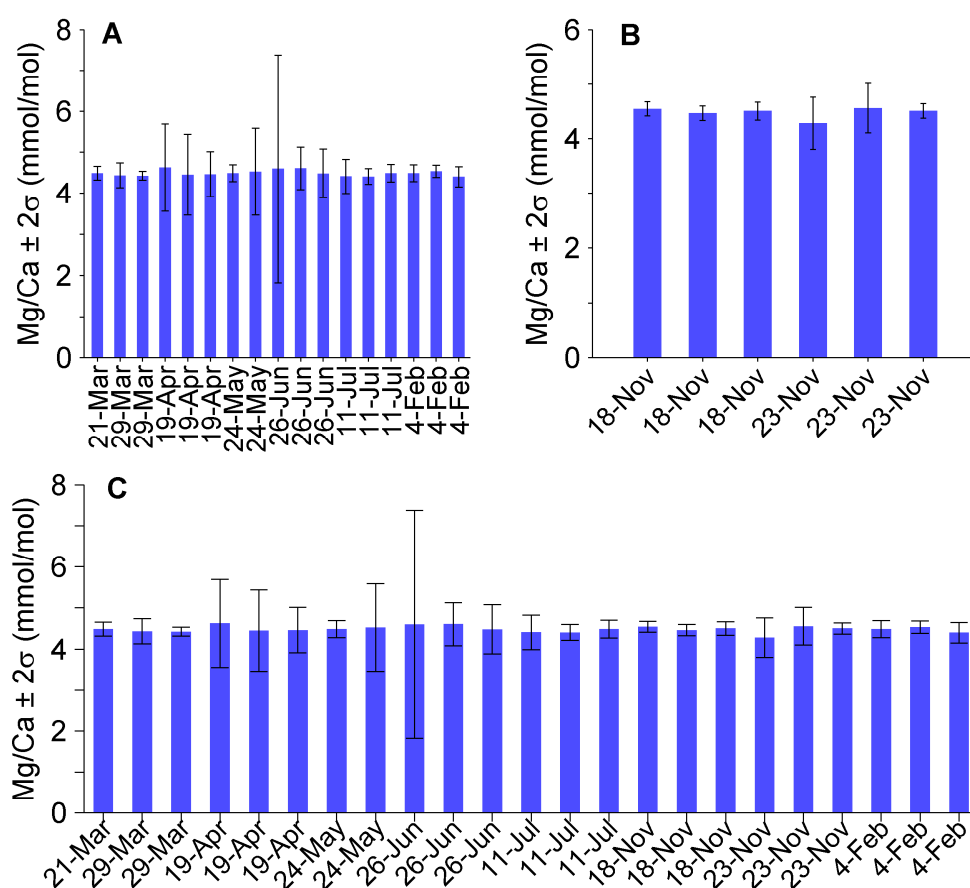 A
Mg/Ca ± 2σ (mmol/mol)
8
6
4
2
0
21-Mar
29-Mar
29-Mar
19-Apr
19-Apr
19-Apr
24-May
24-May
26-Jun
26-Jun
26-Jun
11-Jul
11-Jul
11-Jul
4-Feb
4-Feb
4-Feb
B
Mg/Ca ± 2σ (mmol/mol)
6
4
2
0
18-Nov
18-Nov
18-Nov
23-Nov
23-Nov
23-Nov
C
Mg/Ca ± 2σ (mmol/mol)
8
6
4
2
0
21-Mar
29-Mar
29-Mar
19-Apr
19-Apr
19-Apr
24-May
24-May
26-Jun
26-Jun
26-Jun
11-Jul
11-Jul
11-Jul
18-Nov
18-Nov
18-Nov
23-Nov
23-Nov
23-Nov
4-Feb
4-Feb
4-Feb